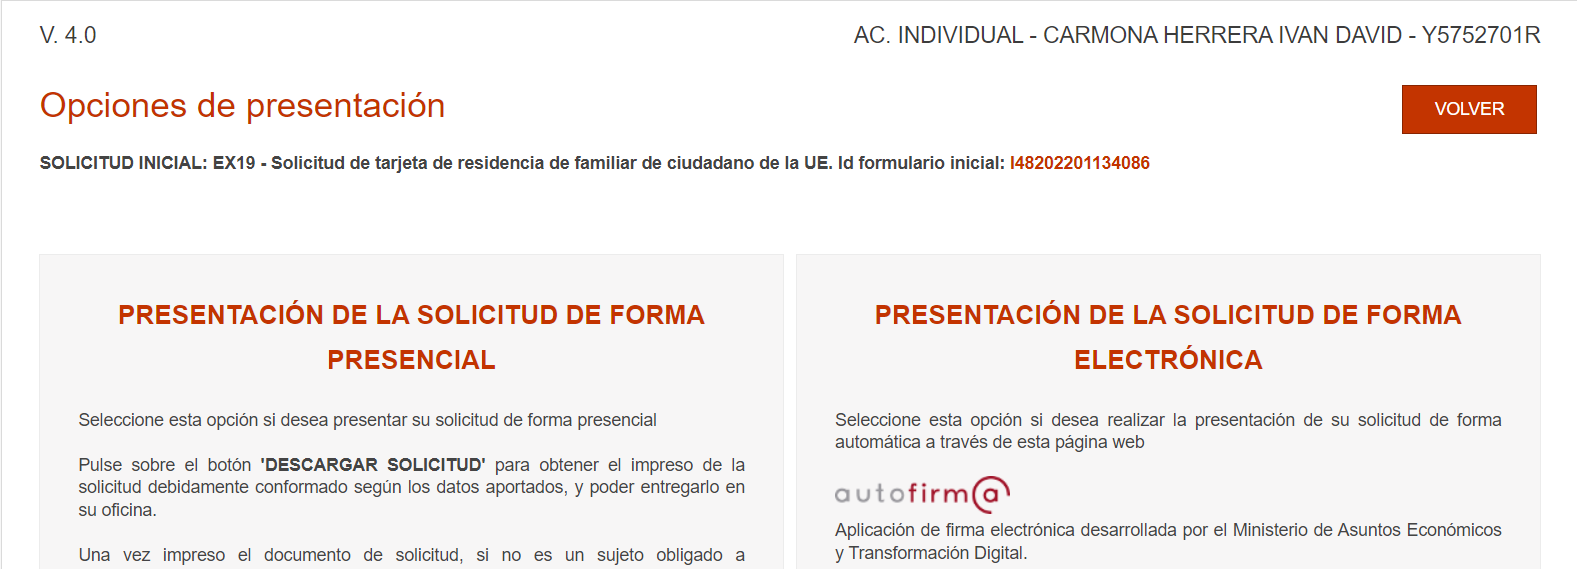 V. 4.0
AC. INDIVIDUAL - CARMONA HERRERA IVAN DAVID - Y5752701R
Opciones de presentación
VOLVER
SOLICITUD INICIAL: EX19 - Solicitud de tarjeta de residencia de familiar de ciudadano de la UE. Id formulario inicial: I48202201134086
PRESENTACIÓN DE LA SOLICITUD DE FORMA
PRESENCIAL
Seleccione esta opción si desea presentar su solicitud de forma presencial
Pulse sobre el botón 'DESCARGAR SOLICITUD' para obtener el impreso de la
solicitud debidamente conformado según los datos aportados, y poder entregarlo en
su oficina.
Una vez impreso el documento de solicitud, si no es un sujeto obligado a
PRESENTACIÓN DE LA SOLICITUD DE FORMA
ELECTRÓNICA
Seleccione esta opción si desea realizar la presentación de su solicitud de forma
automática a través de esta página web
autofirm@
Aplicación de firma electrónica desarrollada por el Ministerio de Asuntos Económicos
y Transformación Digital.